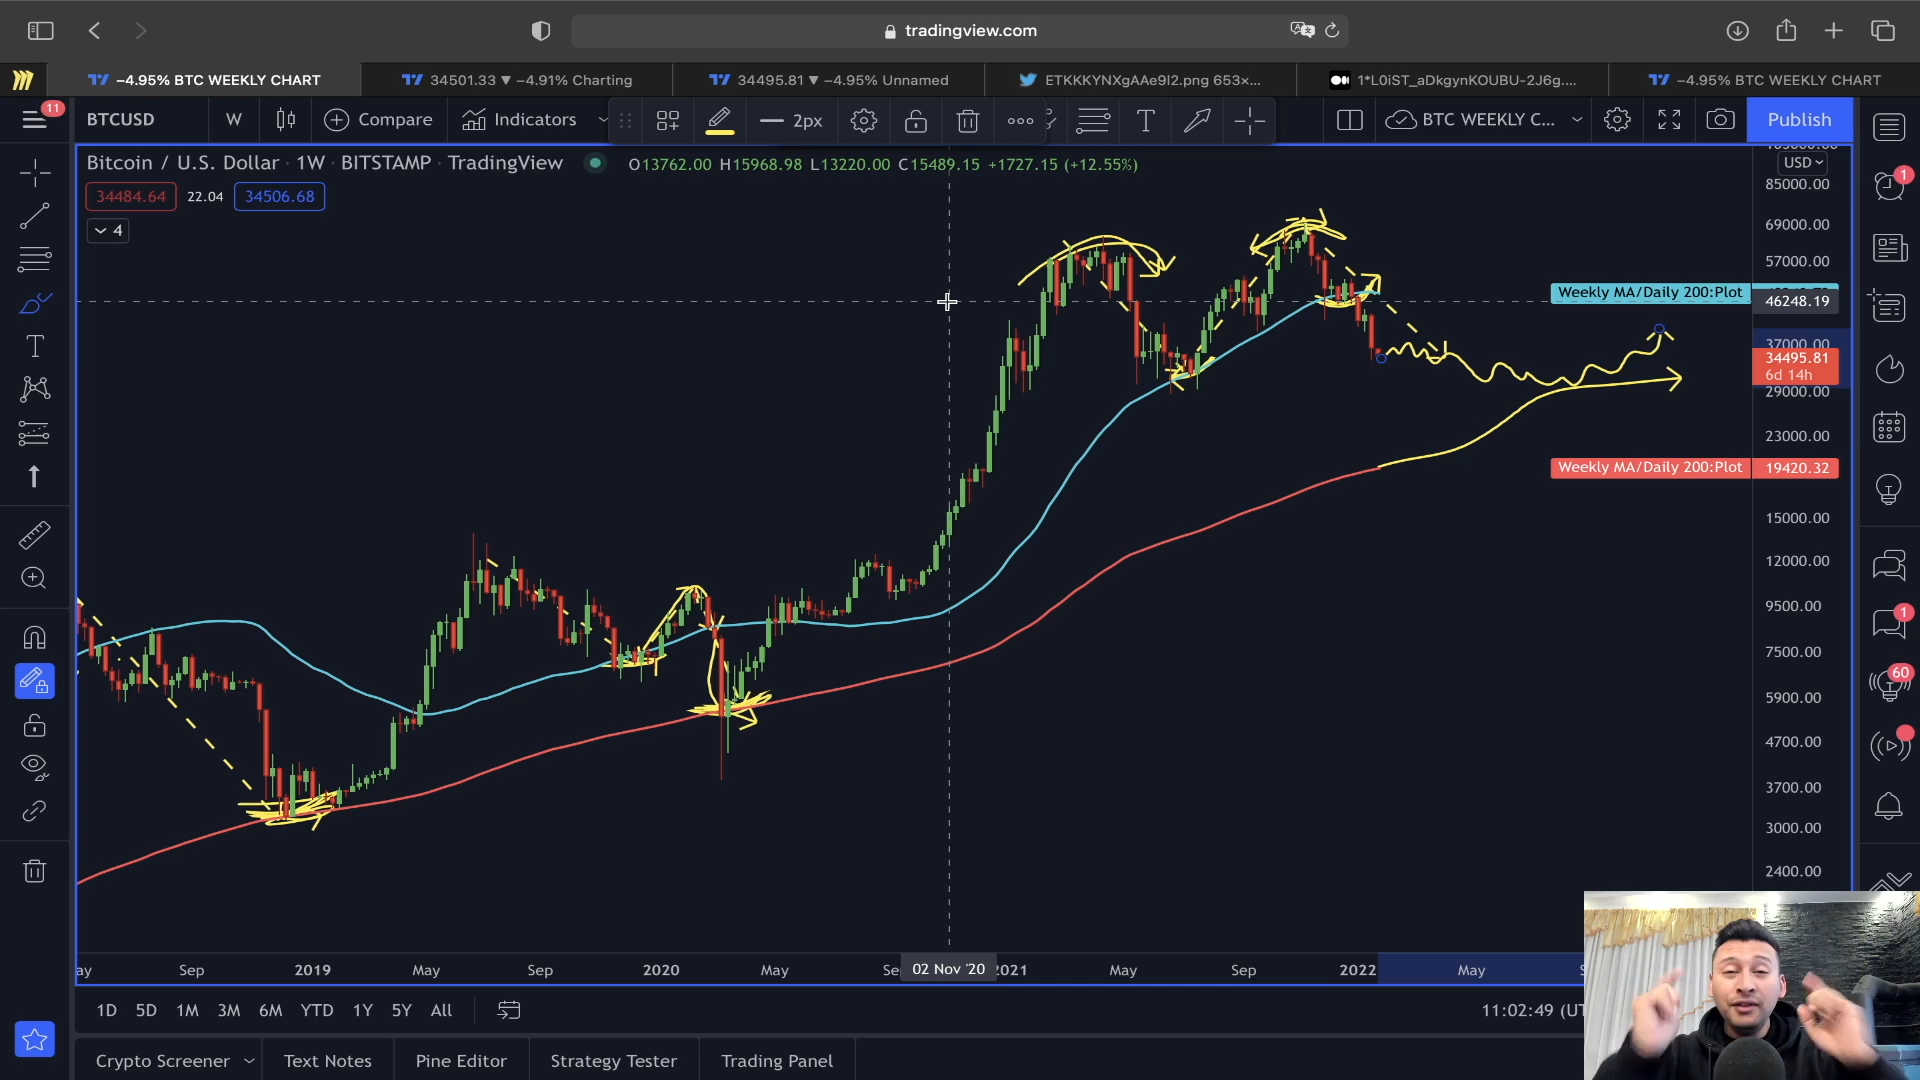 tradingview.com
−4.95% BTC WEEKLY CHART
34501.33 ▼ −4.91% Charting
34495.81 ▼ −4.95% Unnamed
ETKKKYNXgAAe9I2.png 653×...
1*L0iST_aDkgynKOUBU-2J6g....
−4.95% BTC WEEKLY CHART
11
BTCUSD
W
Compare
Indicators
2px
T
BTC WEEKLY C...
Publish
Bitcoin / U.S. Dollar · 1W · BITSTAMP · TradingView
O13762.00 H15968.98 L13220.00 C15489.15 +1727.15 (+12.55%)
USD
34484.64
22.04
34506.68
4
85000.00
69000.00
57000.00
Weekly MA/Daily 200:Plot
46248.19
37000.00
34495.81
6d 14h
29000.00
23000.00
Weekly MA/Daily 200:Plot
19420.32
15000.00
12000.00
9500.00
7500.00
5900.00
4700.00
3700.00
3000.00
2400.00
1
1
60
T
ay
Sep
2019
May
Sep
2020
May
Se
02 Nov '20
2021
May
Sep
2022
May
1D
5D
1M
3M
6M
YTD
1Y
5Y
All
11:02:49 (UT
Crypto Screener
Text Notes
Pine Editor
Strategy Tester
Trading Panel